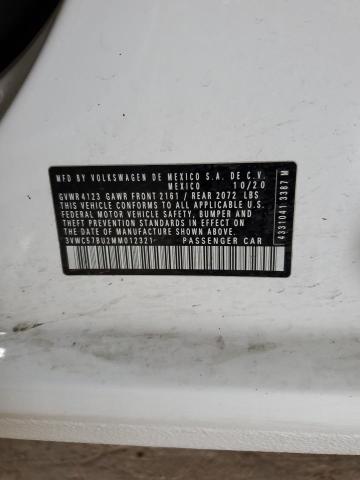 MFD BY VOLKSWAGEN DE MEXICO S.A. DE C.V.
MEXICO 10/20
GVWR 4123 GAWR FRONT 2161 / REAR 2072 LBS
THIS VEHICLE CONFORMS TO ALL APPLICABLE U.S.
FEDERAL MOTOR VEHICLE SAFETY, BUMPER AND
THEFT PREVENTION STANDARDS IN EFFECT ON
THE DATE OF MANUFACTURE SHOWN ABOVE.
3VWC57BU2MM012321- PASSENGER CAR
4331041 3387 M